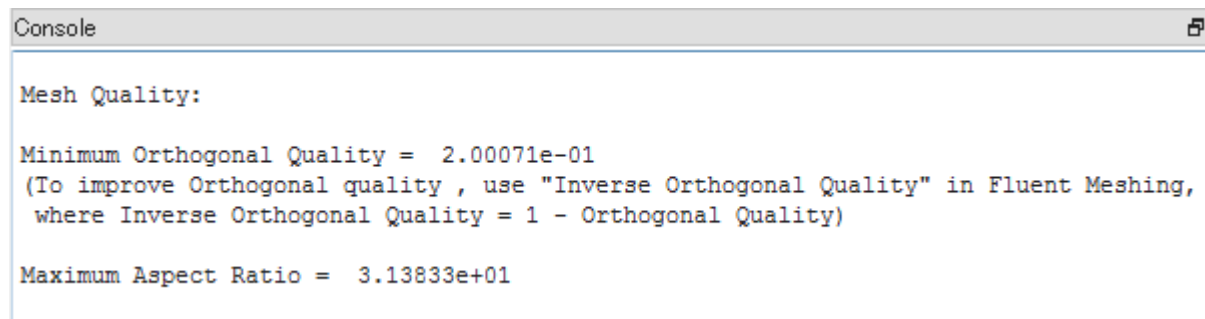 Console
Mesh Quality:
Minimum Orthogonal Quality =  2.00071e-01
(To improve Orthogonal quality , use "Inverse Orthogonal Quality" in Fluent Meshing,
where Inverse Orthogonal Quality = 1 - Orthogonal Quality)
Maximum Aspect Ratio =  3.13833e+01